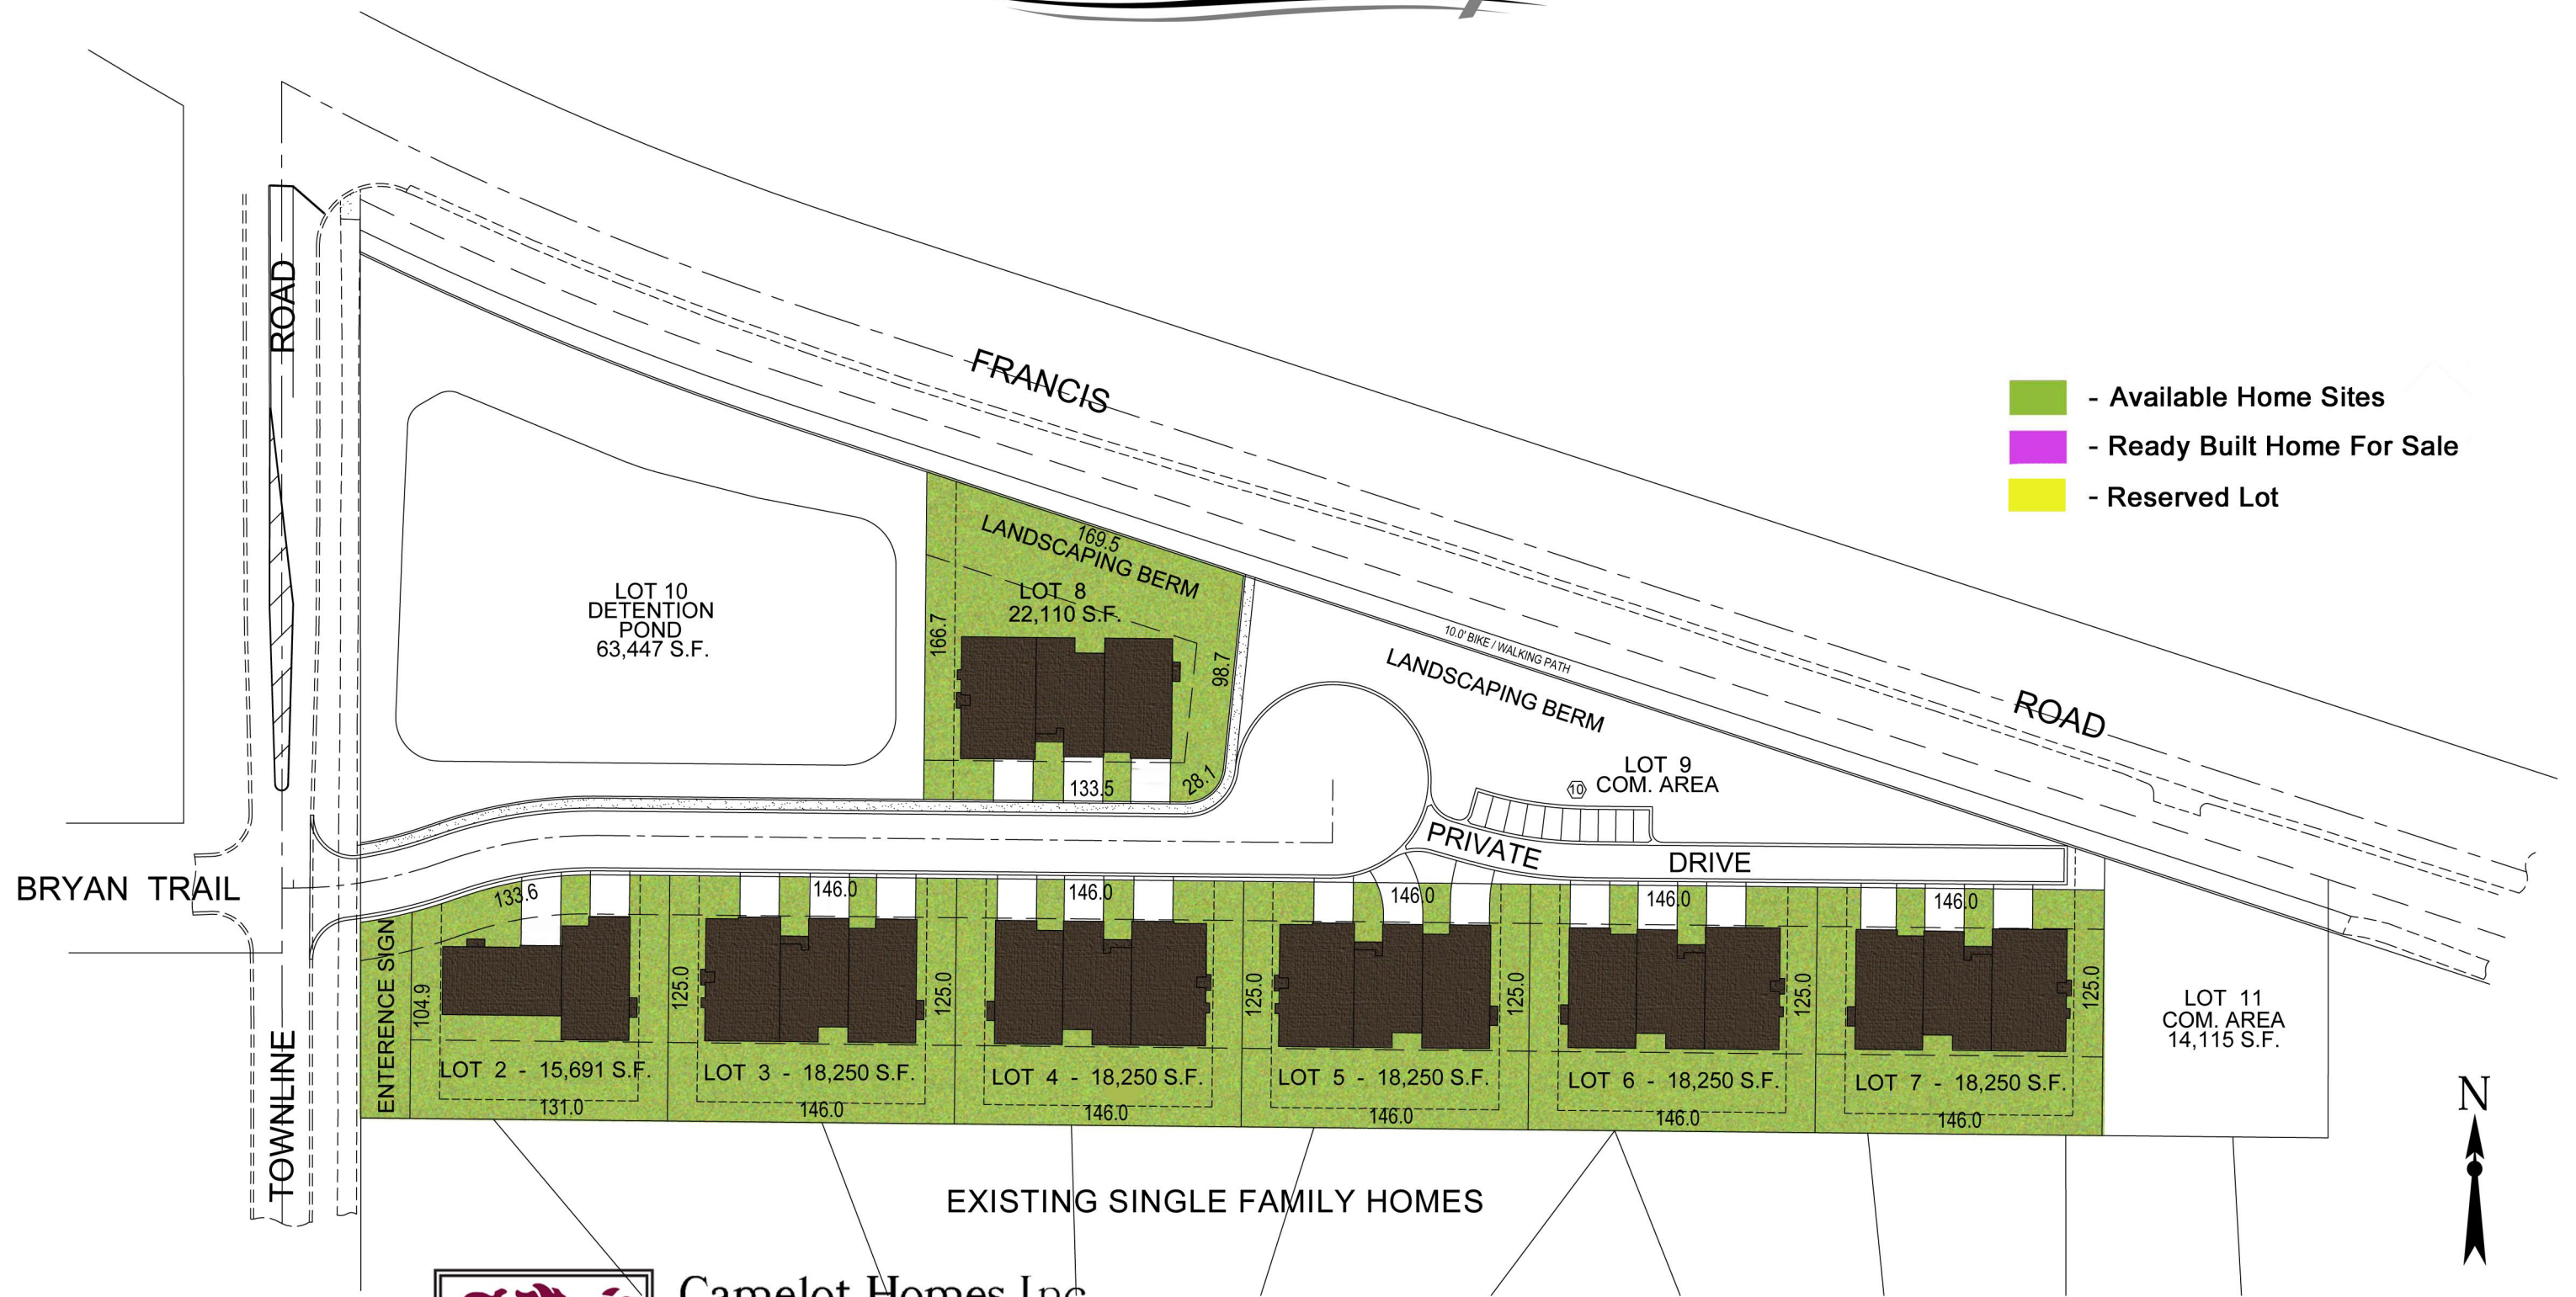 FRANCIS
ROAD
- Available Home Sites
- Ready Built Home For Sale
- Reserved Lot
ROAD
LOT 10
DETENTION
POND
63,447 S.F.
169.5
LANDSCAPING BERM
LOT 8
22,110 S.F.
166.7
98.7
28.1
133.5
10.0' BIKE / WALKING PATH
LANDSCAPING BERM
LOT 9
COM. AREA
10
PRIVATE DRIVE
BRYAN TRAIL
TOWNLINE
ENTERENCE SIGN
133.6
104.9
LOT 2 - 15,691 S.F.
131.0
146.0
125.0
125.0
LOT 3 - 18,250 S.F.
146.0
146.0
LOT 4 - 18,250 S.F.
146.0
146.0
125.0
125.0
LOT 5 - 18,250 S.F.
146.0
146.0
125.0
LOT 6 - 18,250 S.F.
146.0
146.0
125.0
LOT 7 - 18,250 S.F.
146.0
ROAD
LOT 11
COM. AREA
14,115 S.F.
N
EXISTING SINGLE FAMILY HOMES
Camelot Homes Inc